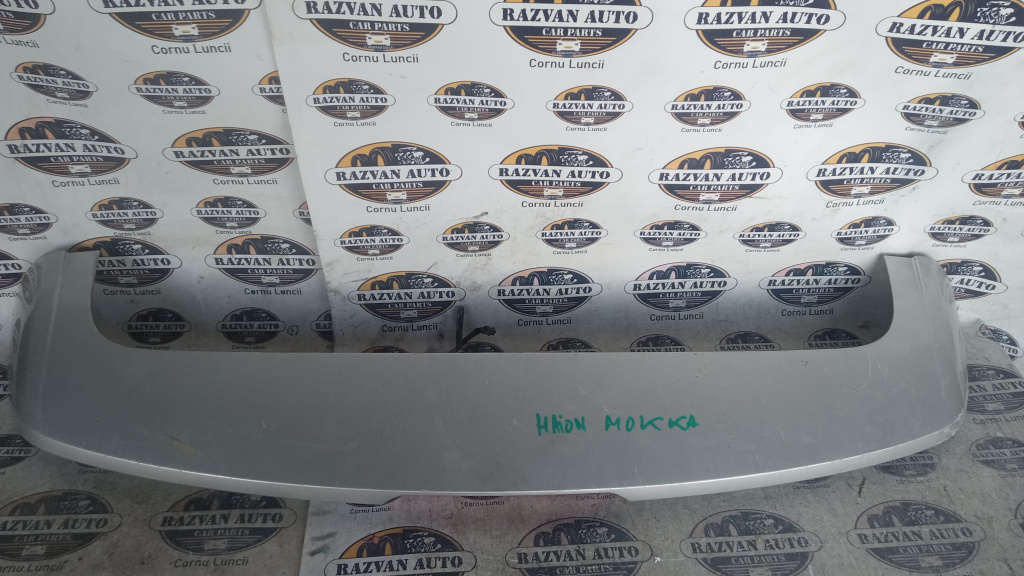 RAZVAN AUTO
CAR PARTS
Cornu Luncii
HAION MOKKA